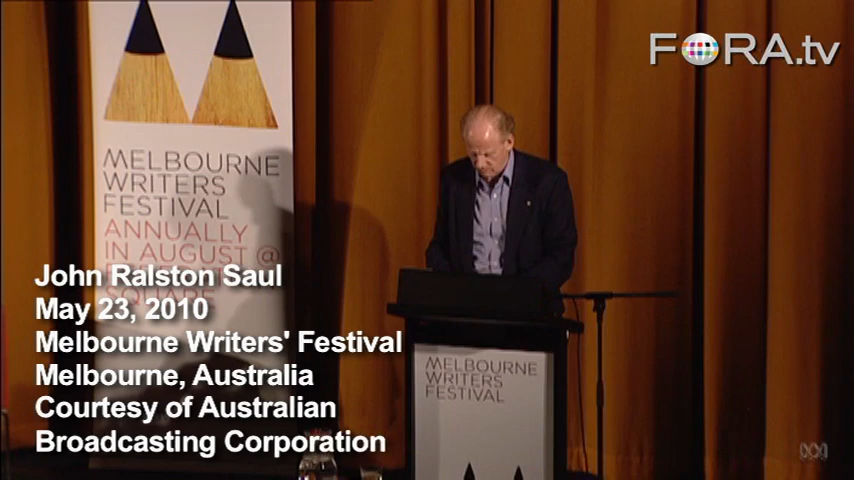 FORA.tv
MELBOURNE
WRITERS
FESTIVAL
ANNUALLY
IN AUGUST @
SQUARE
John Ralston Saul
May 23, 2010
Melbourne Writers' Festival
Melbourne, Australia
Courtesy of Australian
Broadcasting Corporation
MELBOURNE
WRITERS
FESTIVAL